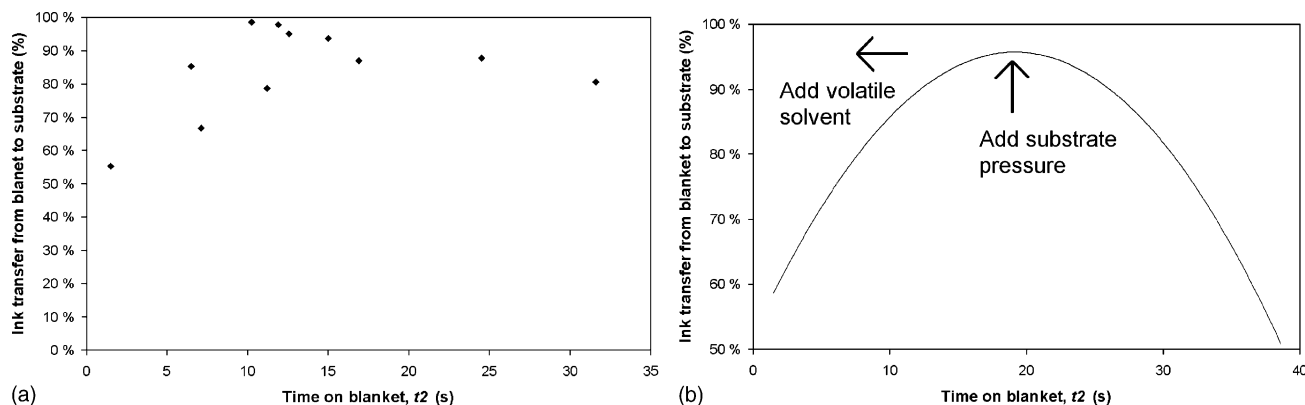 Ink transfer from blanet to substrate (%)
100 %
90 %
80 %
70 %
60 %
50 %
40 %
30 %
20 %
10 %
0 %
0 5 10 15 20 25 30 35
Time on blanket, t2 (s)
(a)
Ink transfer from blanket to substrate (%)
100 %
90 %
80 %
70 %
60 %
50 %
Add volatile
solvent
Add substrate
pressure
0 10 20 30 40
Time on blanket, t2 (s)
(b)